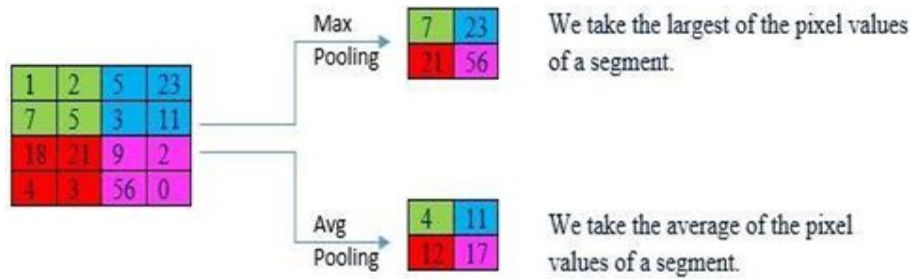 1 2 5 23
7 5 3 11
18 21 9 2
4 3 56 0
Max
Pooling
7 23
21 56
We take the largest of the pixel values
of a segment.
Avg
Pooling
4 11
12 17
We take the average of the pixel
values of a segment.